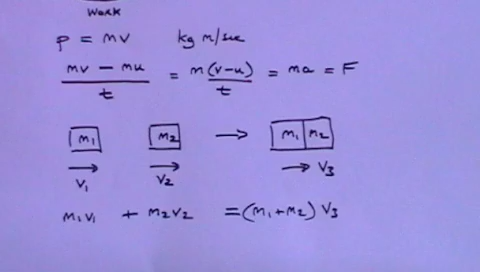 Work
p = mv kg m/sec
mv - mu / t = m(v-u) / t = ma = F
m1 m2 → m1 m2
→ → → V3
V1 V2
m1v1 + m2v2 = (m1+m2) V3